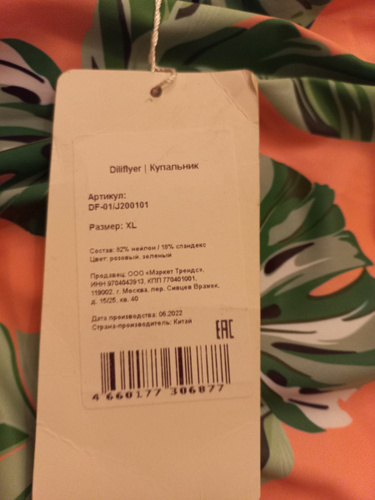 Diliflyer | Купальник
Артикул:
DF-01/J200101
Размер: XL
Состав: 82% нейлон / 18% спандекс
Цвет: розовый, зеленый
Продавец: ООО «Маркет Трендс»,
ИНН 9704043913, КПП 770401001,
119002, г. Москва, пер. Сивцев Вражек,
д. 15/25, кв. 40
Дата производства: 06.2022
Страна-производитель: Китай
EAC
4 660177 306877